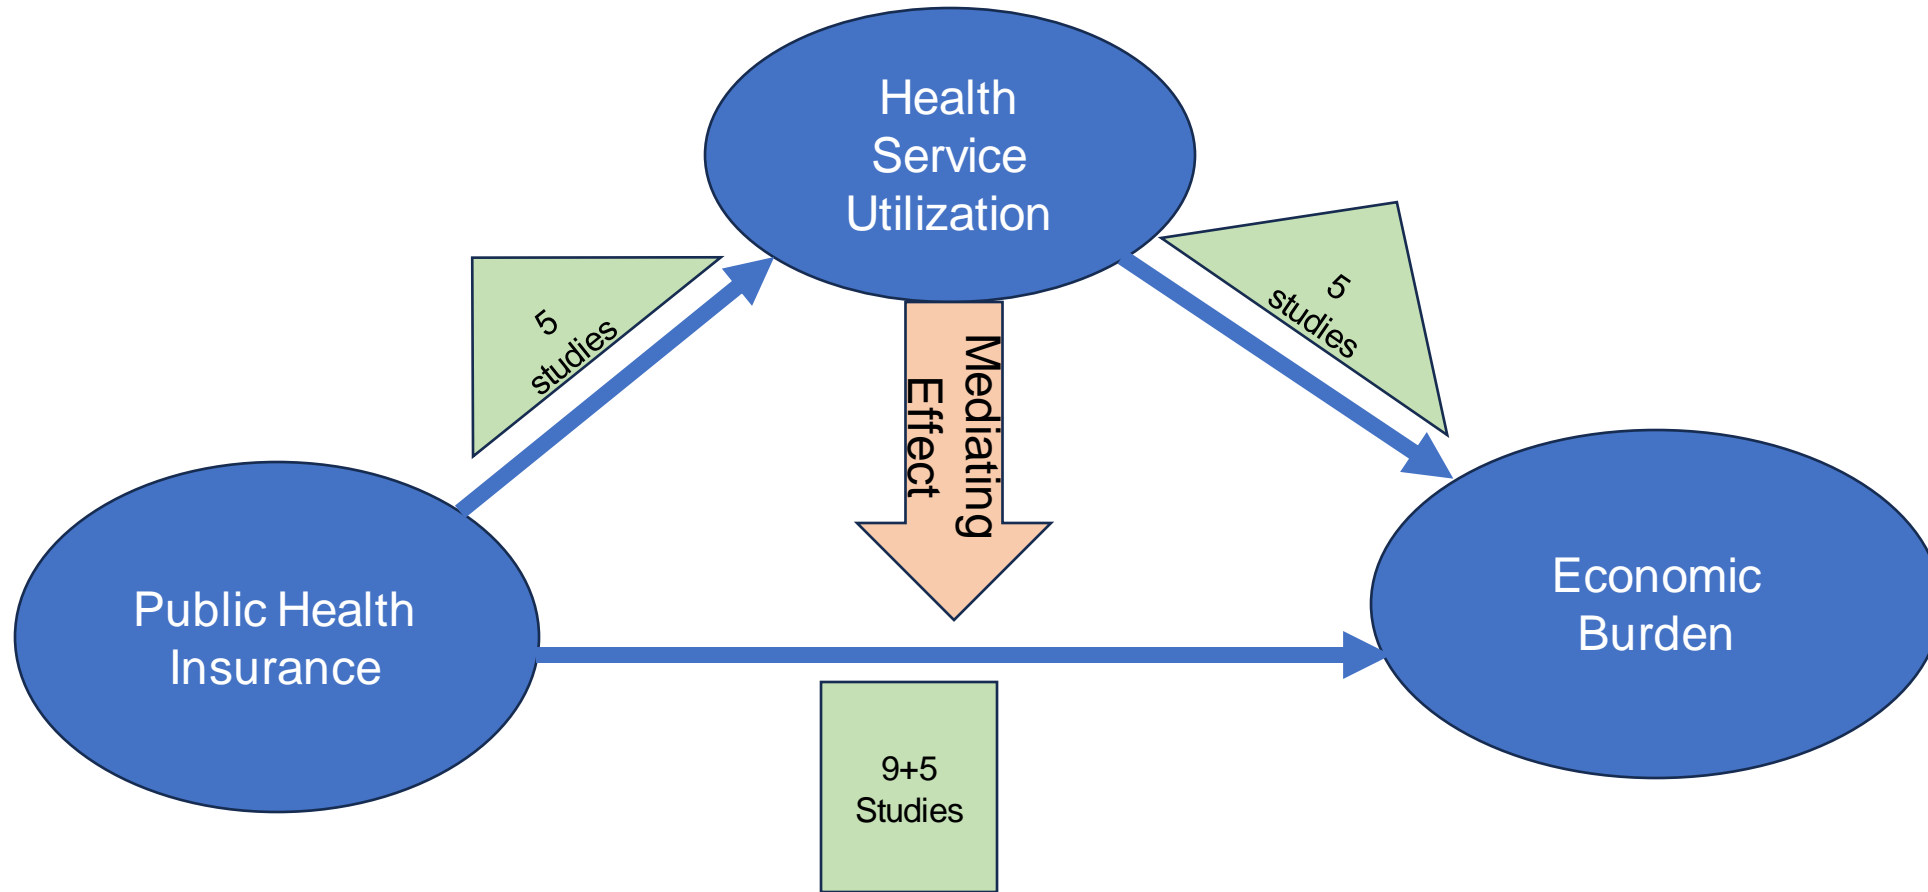 Health
Service
Utilization
5
studies
5
studies
Mediating
Effect
Public Health
Insurance
Economic
Burden
9+5
Studies